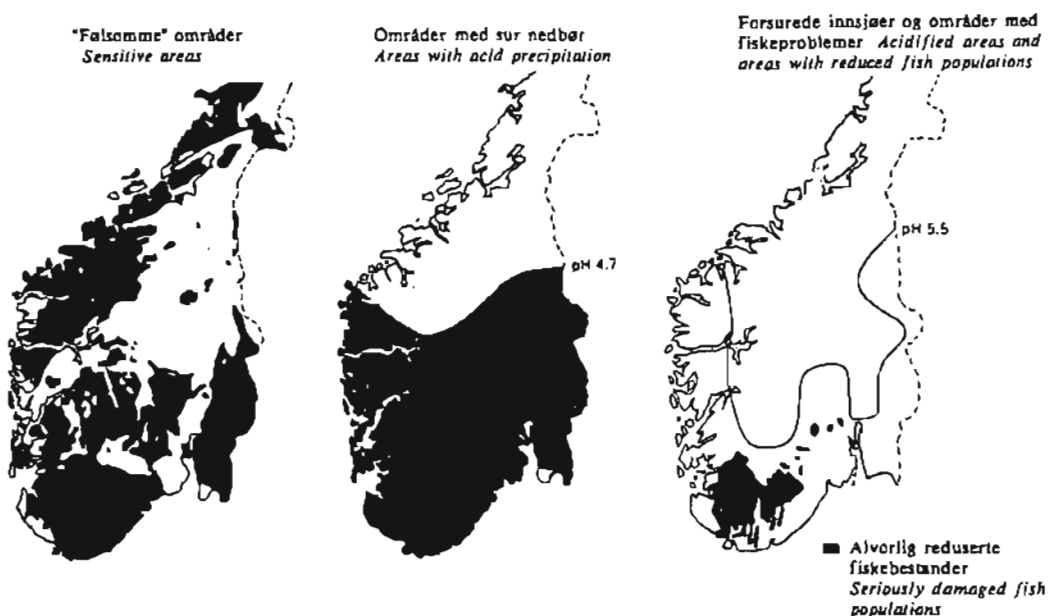 "Følsomme" områder
Sensitive areas
Områder med sur nedbør
Areas with acid precipitation
Forsurede innsjøer og områder med
fiskeproblemer Acidified areas and
areas with reduced fish populations
pH 4.7
pH 5.5
Alvorlig reduserte
fiskebestander
Seriously damaged fish
populations